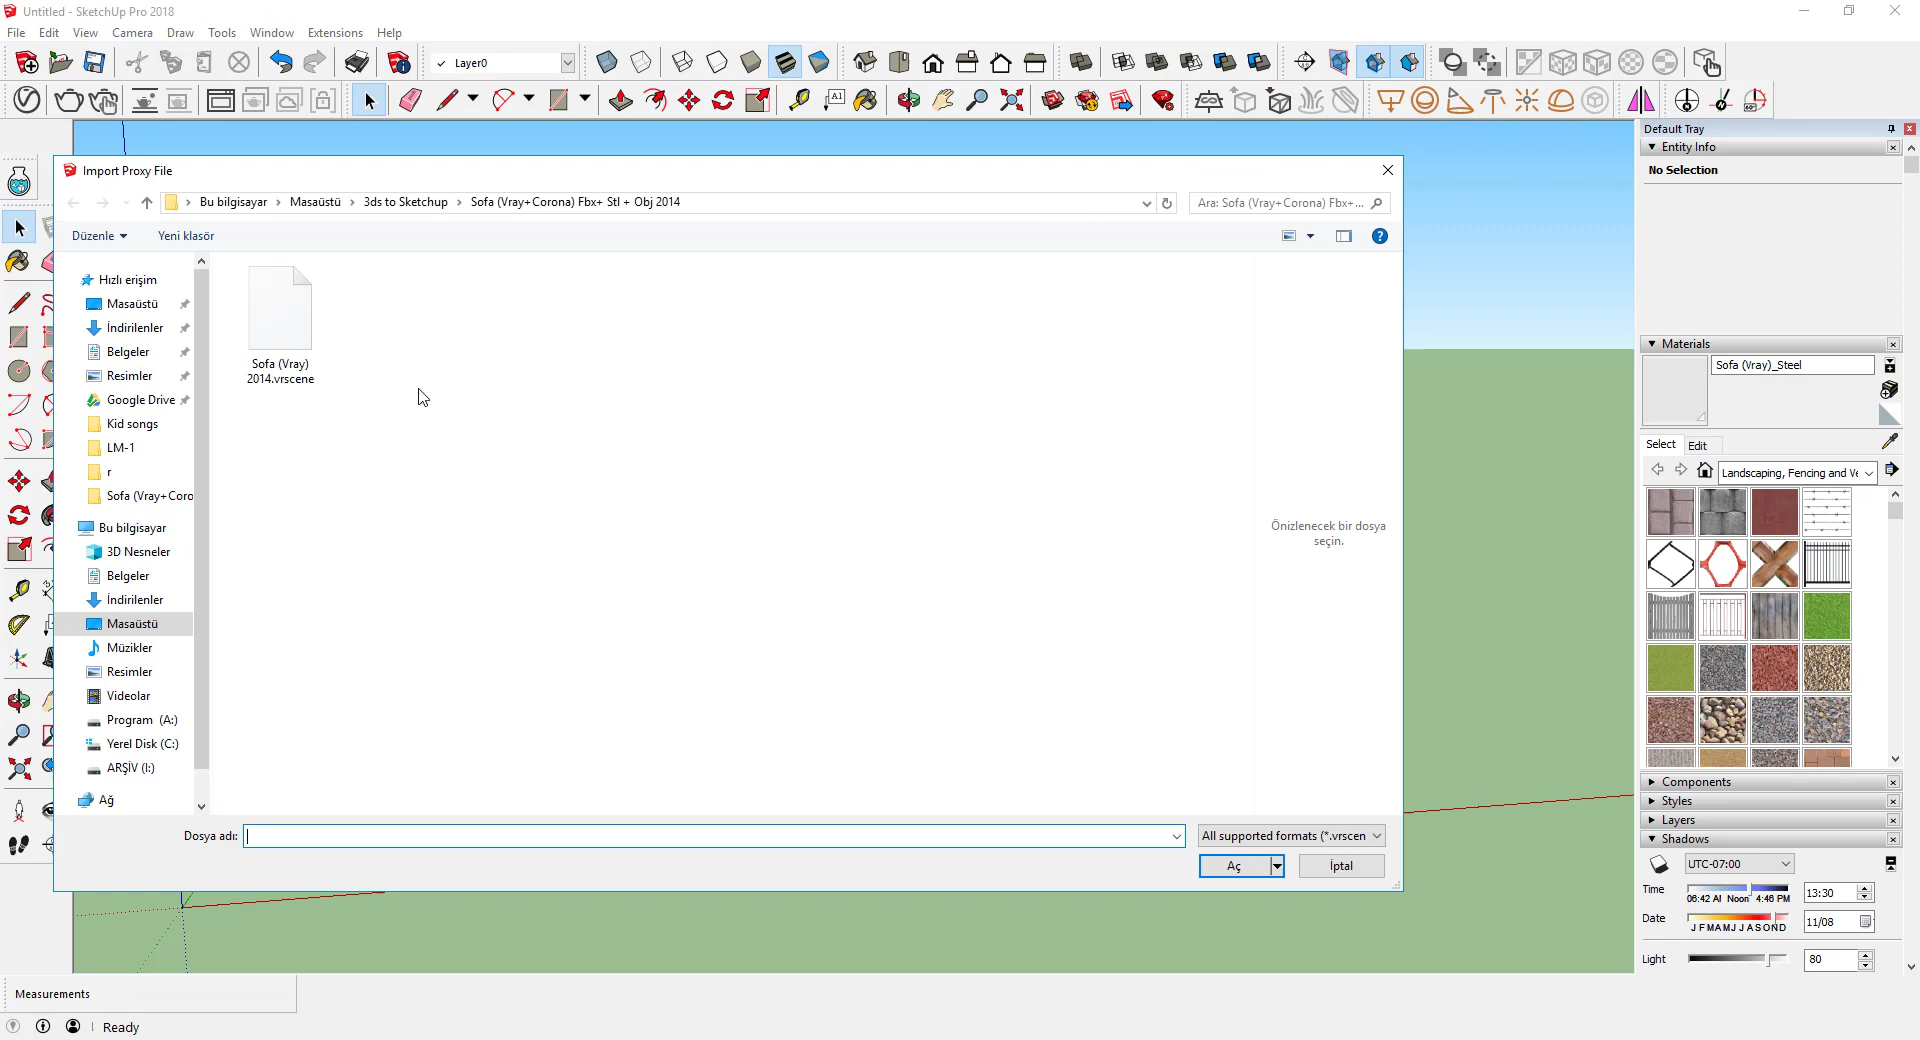 Untitled - SketchUp Pro 2018
File Edit View Camera Draw Tools Window Extensions Help
Layer0
Default Tray
Entity Info
No Selection
Import Proxy File
Bu bilgisayar > Masaüstü > 3ds to Sketchup > Sofa (Vray+Corona) Fbx+ Stl + Obj 2014
Ara: Sofa (Vray+Corona) Fbx+...
Düzenle
Yeni klasör
Hızlı erişim
Masaüstü
İndirilenler
Belgeler
Resimler
Google Drive
Kid songs
LM-1
r
Sofa (Vray+Coro
Bu bilgisayar
3D Nesneler
Belgeler
İndirilenler
Masaüstü
Müzikler
Resimler
Videolar
Program (A:)
Yerel Disk (C:)
ARŞİV (I:)
Ağ
Sofa (Vray)
2014.vrscene
Önizlenecek bir dosya
seçin.
Dosya adı:
All supported formats (*.vrscen
Aç
İptal
Materials
Sofa (Vray)_Steel
Select Edit
Landscaping, Fencing and Ve
Components
Styles
Layers
Shadows
UTC-07:00
Time
06:42 AI Noon 4:46 PM
13:30
Date
J F M A M J J A S O N D
11/08
Light
80
Measurements
Ready